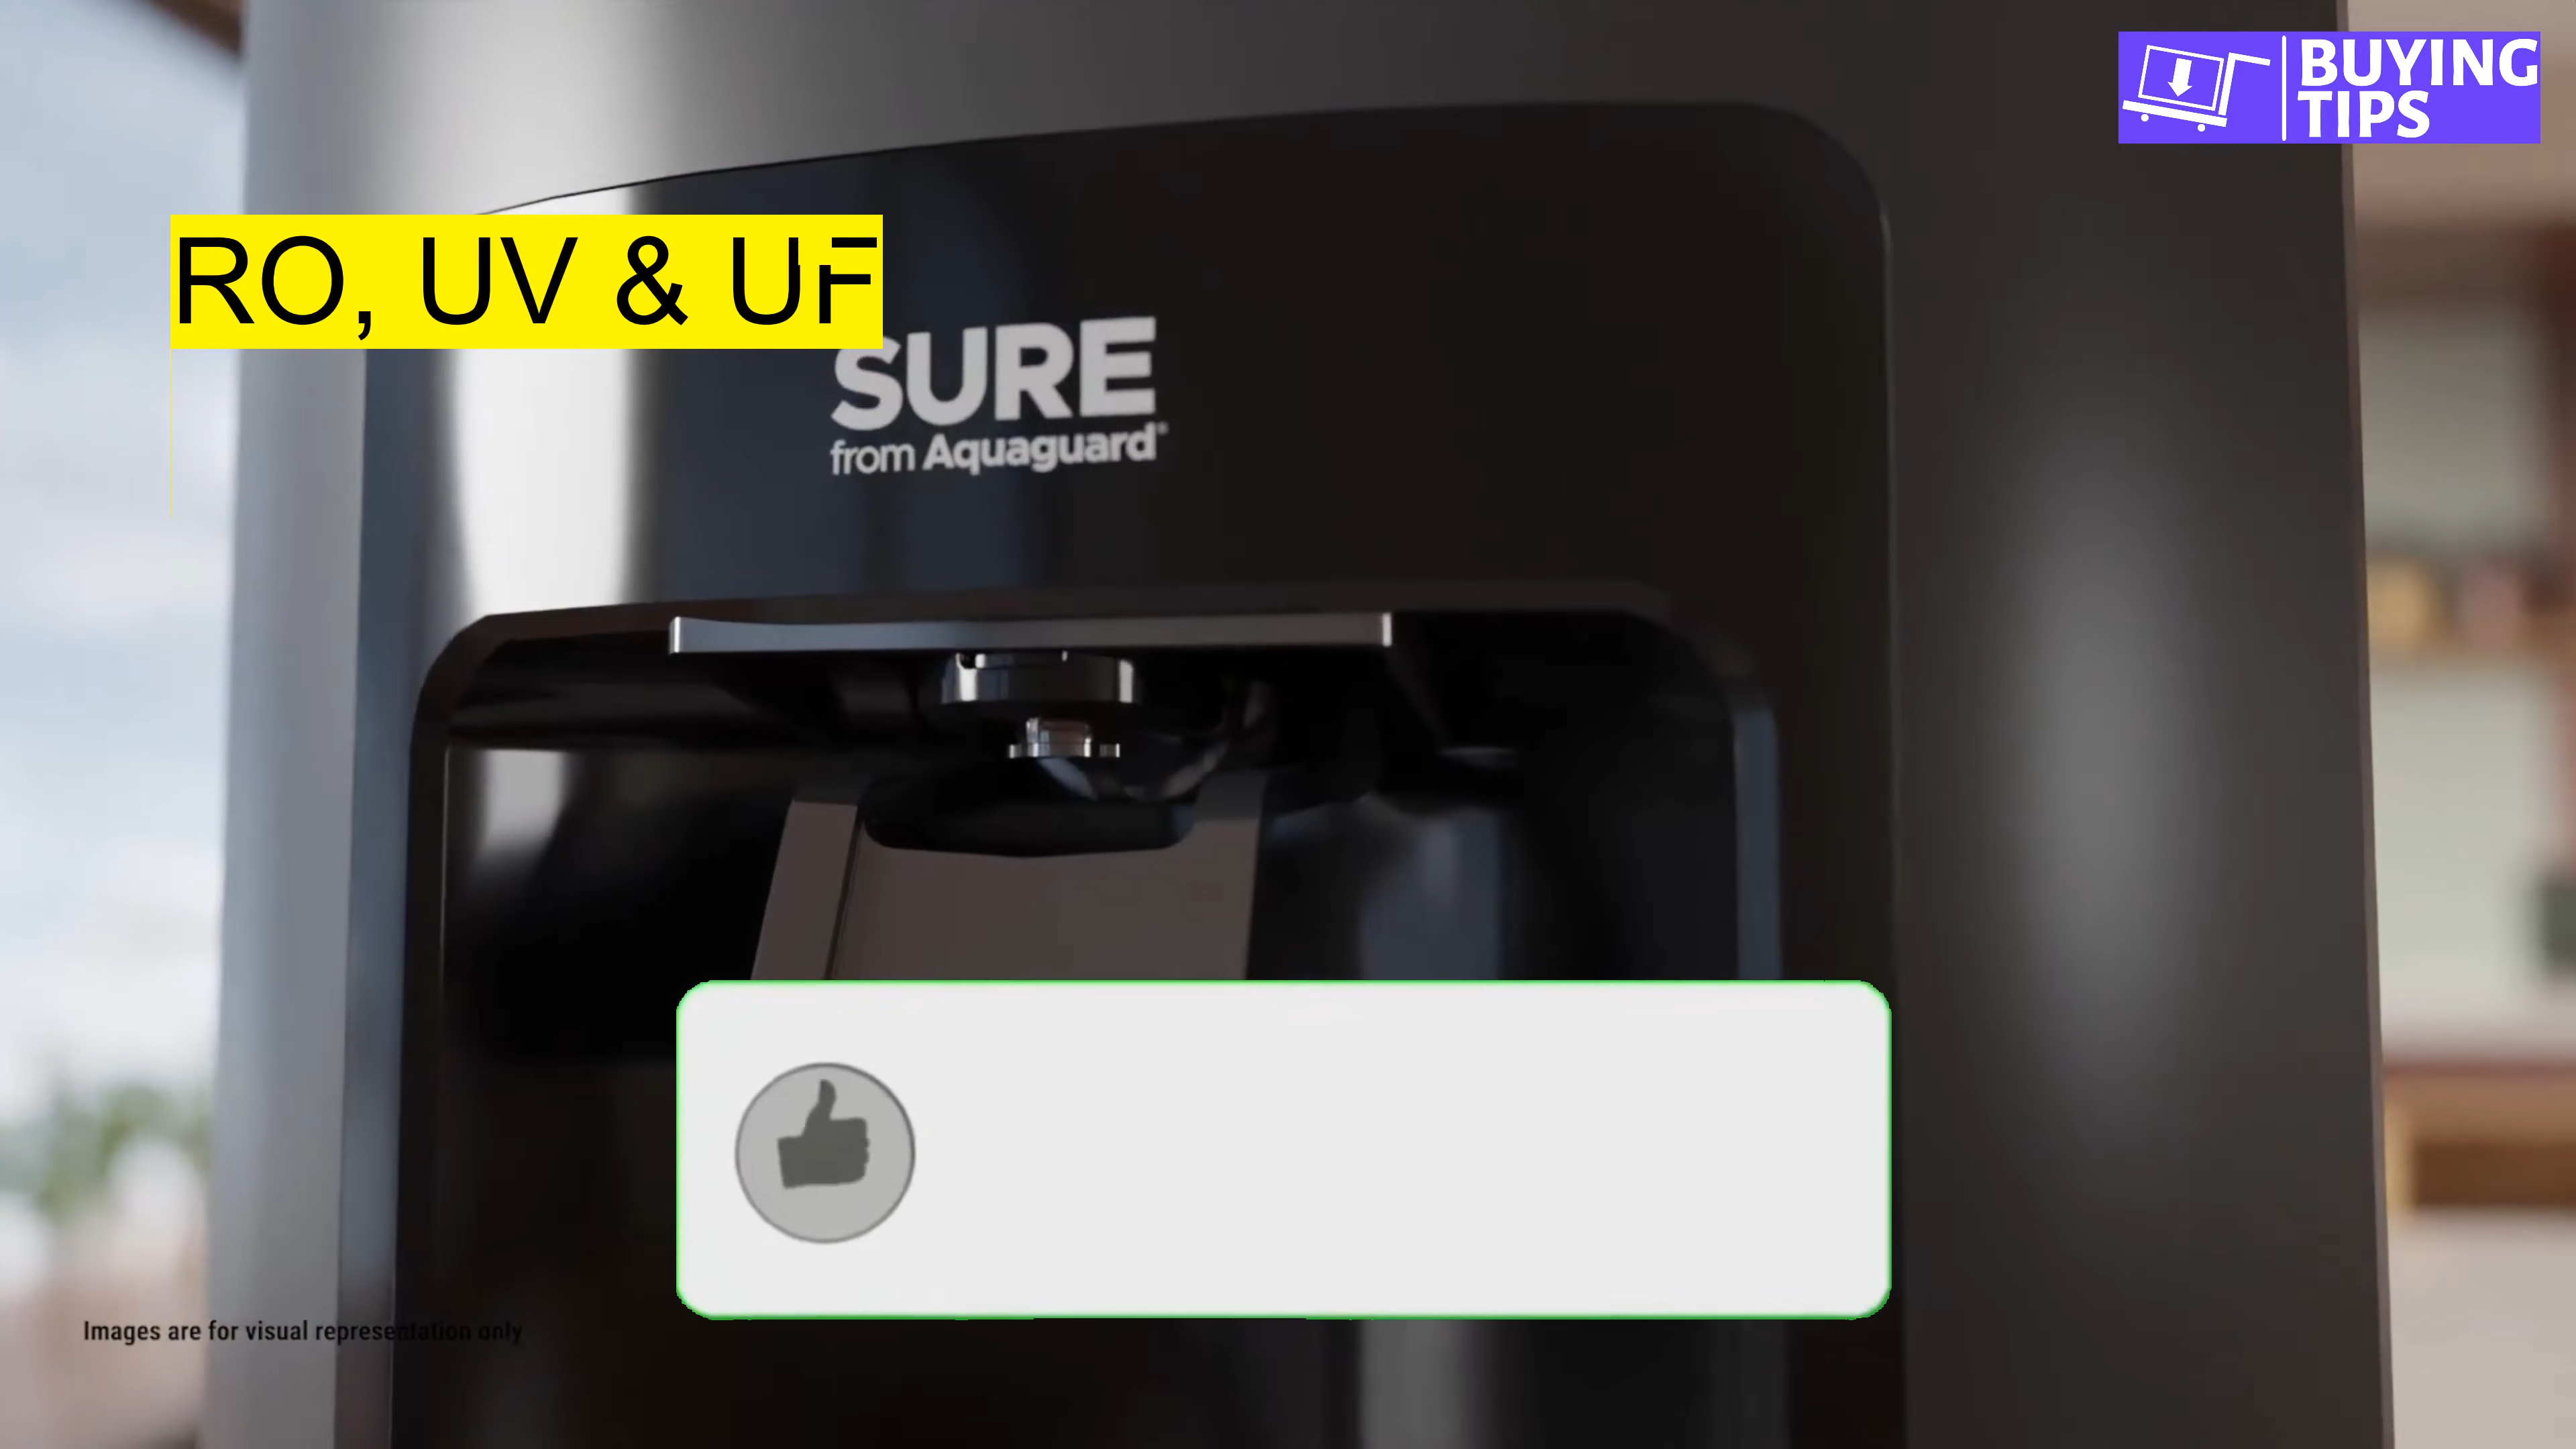 BUYING
TIPS
RO, UV & UF
SURE
from Aquaguard®
Images are for visual representation only